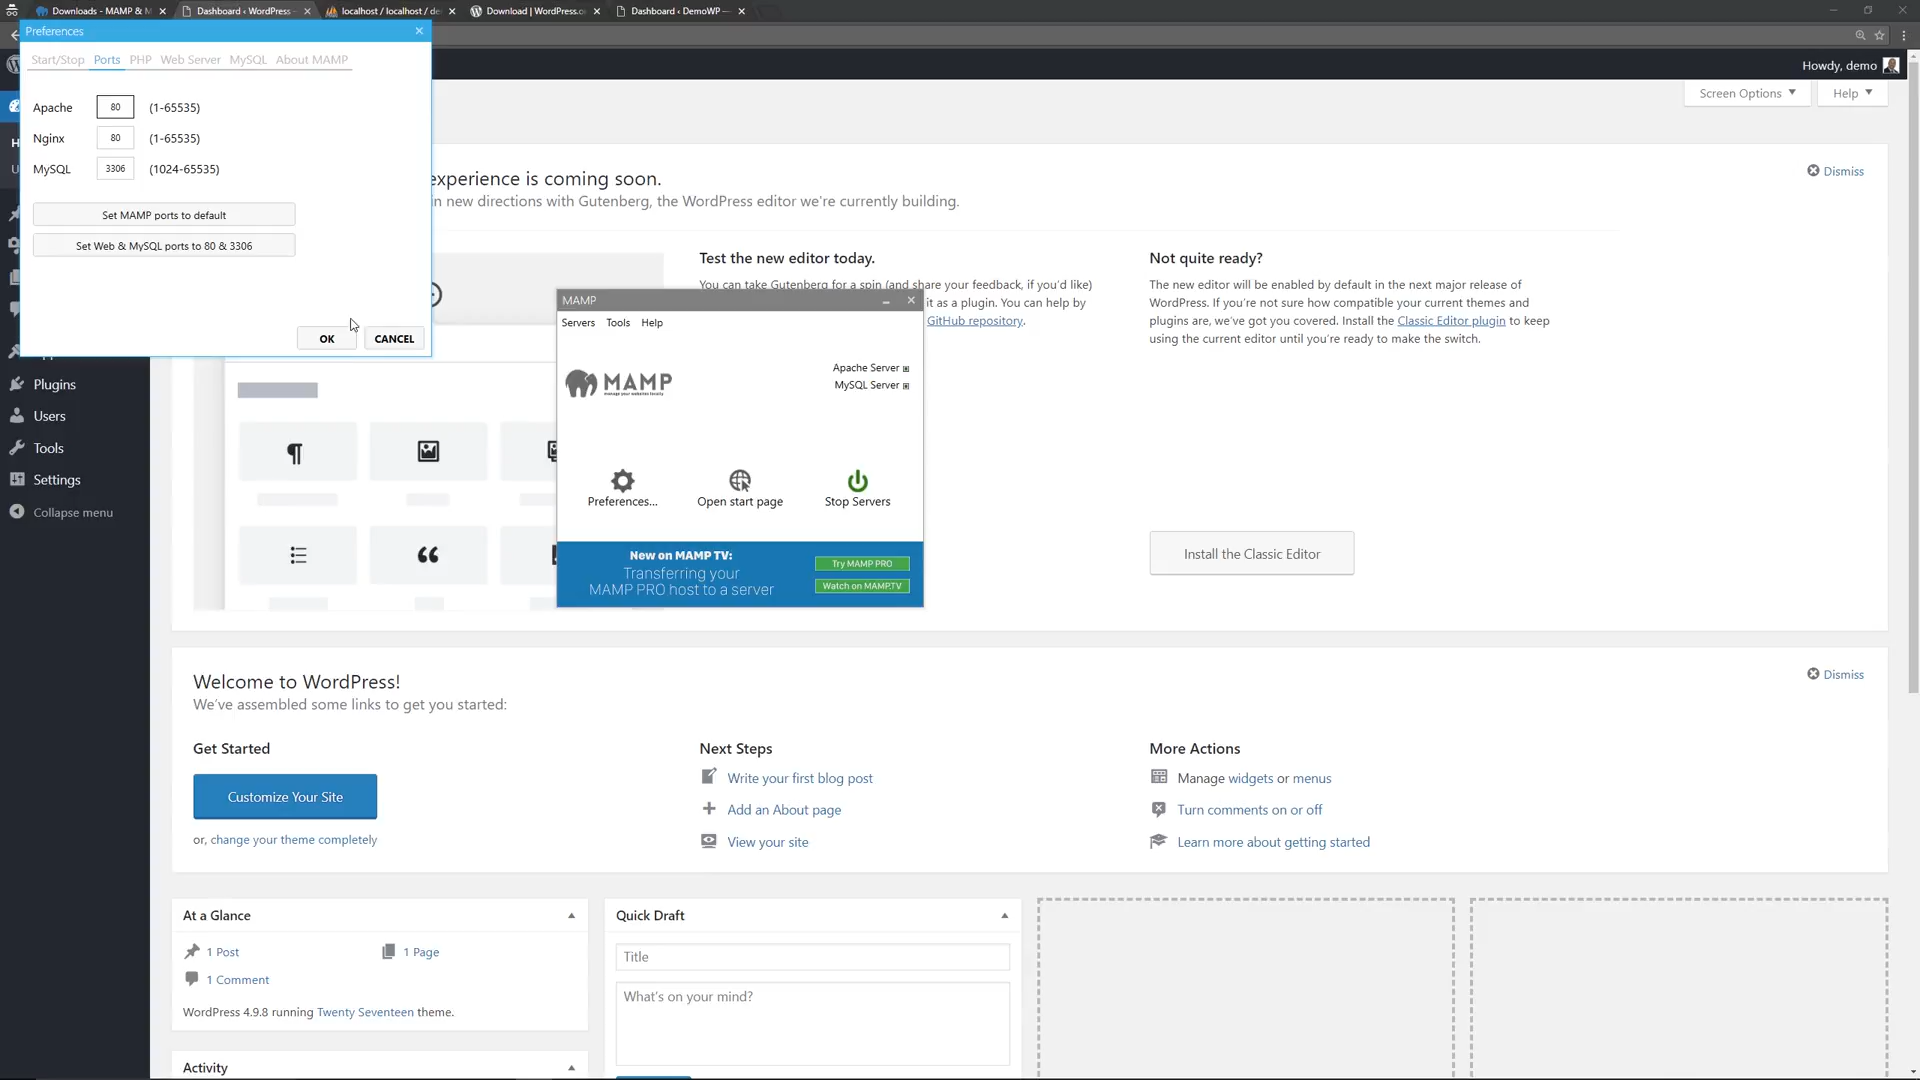 Downloads - MAMP & M
Dashboard ‹ WordPress
localhost / localhost / de
Download | WordPress.o
Dashboard ‹ DemoWP —
Preferences
Start/Stop Ports PHP Web Server MySQL About MAMP
Apache 80 (1-65535)
Nginx 80 (1-65535)
MySQL 3306 (1024-65535)
Set MAMP ports to default
Set Web & MySQL ports to 80 & 3306
OK CANCEL
Howdy, demo
Screen Options
Help
experience is coming soon.
Dismiss
in new directions with Gutenberg, the WordPress editor we're currently building.
Test the new editor today.
You can take Gutenberg for a spin (and share your feedback, if you'd like)
it as a plugin. You can help by
GitHub repository.
Not quite ready?
The new editor will be enabled by default in the next major release of
WordPress. If you're not sure how compatible your current themes and
plugins are, we've got you covered. Install the Classic Editor plugin to keep
using the current editor until you're ready to make the switch.
Install the Classic Editor
MAMP
Servers Tools Help
MAMP
Apache Server
MySQL Server
Preferences...
Open start page
Stop Servers
New on MAMP TV:
Transferring your
MAMP PRO host to a server
Try MAMP PRO
Watch on MAMP.TV
Plugins
Users
Tools
Settings
Collapse menu
Welcome to WordPress!
Dismiss
We've assembled some links to get you started:
Get Started
Customize Your Site
or, change your theme completely
Next Steps
Write your first blog post
Add an About page
View your site
More Actions
Manage widgets or menus
Turn comments on or off
Learn more about getting started
At a Glance
1 Post
1 Page
1 Comment
WordPress 4.9.8 running Twenty Seventeen theme.
Activity
Quick Draft
Title
What's on your mind?